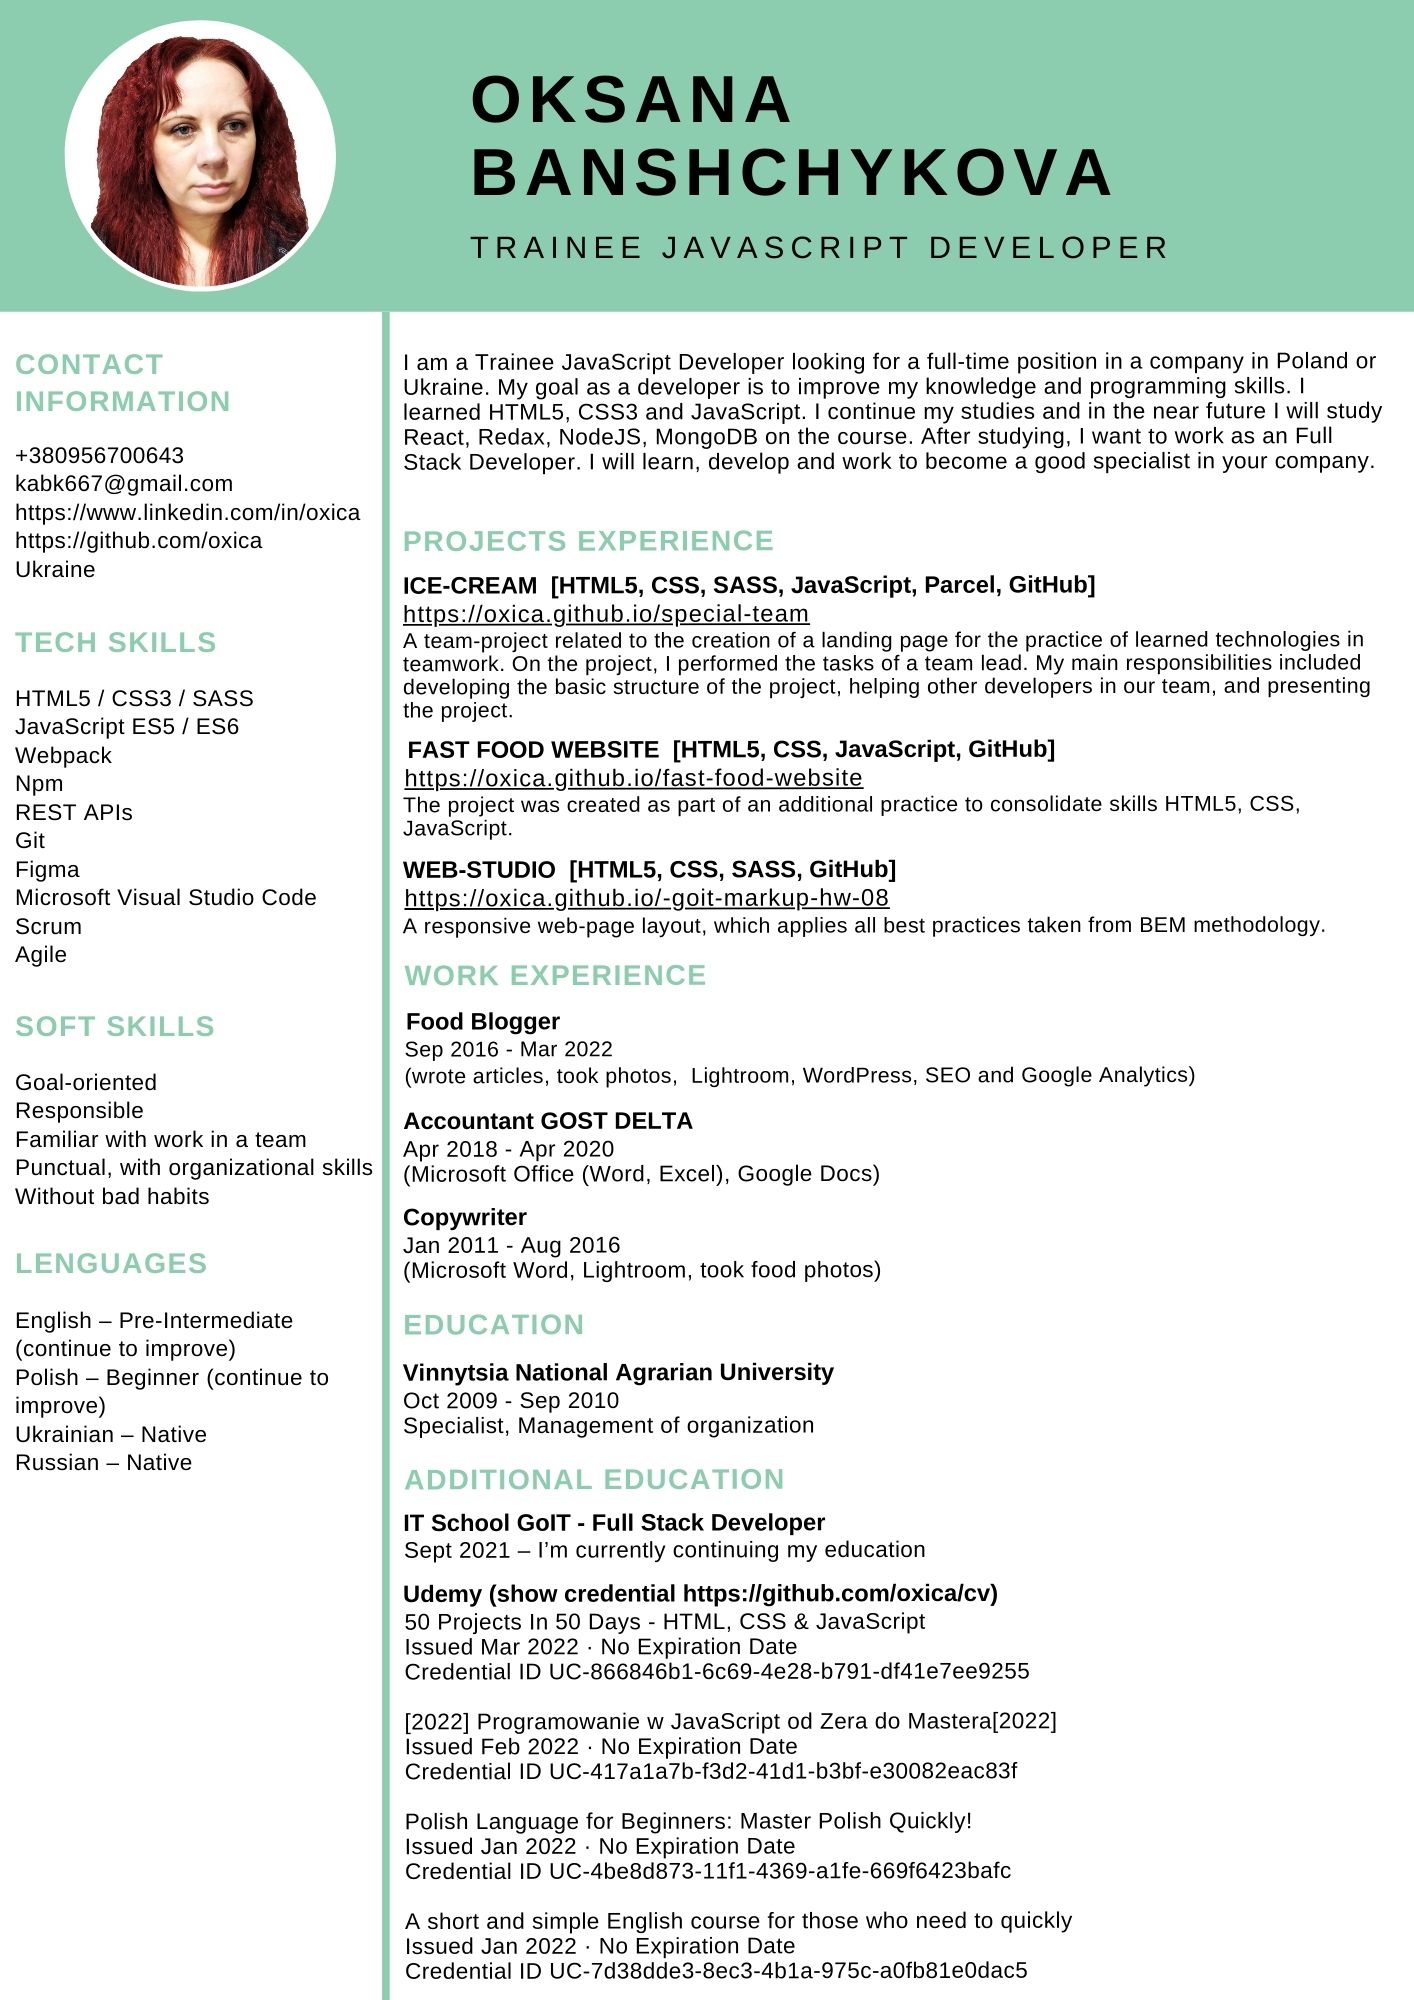 OKSANA
BANSHCHYKOVA
TRAINEE JAVASCRIPT DEVELOPER
CONTACT
INFORMATION
+380956700643
kabk667@gmail.com
https://www.linkedin.com/in/oxica
https://github.com/oxica
Ukraine
TECH SKILLS
HTML5 / CSS3 / SASS
JavaScript ES5 / ES6
Webpack
Npm
REST APIs
Git
Figma
Microsoft Visual Studio Code
Scrum
Agile
SOFT SKILLS
Goal-oriented
Responsible
Familiar with work in a team
Punctual, with organizational skills
Without bad habits
LENGUAGES
English – Pre-Intermediate
(continue to improve)
Polish – Beginner (continue to
improve)
Ukrainian – Native
Russian – Native
I am a Trainee JavaScript Developer looking for a full-time position in a company in Poland or
Ukraine. My goal as a developer is to improve my knowledge and programming skills. I
learned HTML5, CSS3 and JavaScript. I continue my studies and in the near future I will study
React, Redax, NodeJS, MongoDB on the course. After studying, I want to work as an Full
Stack Developer. I will learn, develop and work to become a good specialist in your company.
PROJECTS EXPERIENCE
ICE-CREAM [HTML5, CSS, SASS, JavaScript, Parcel, GitHub]
https://oxica.github.io/special-team
A team-project related to the creation of a landing page for the practice of learned technologies in
teamwork. On the project, I performed the tasks of a team lead. My main responsibilities included
developing the basic structure of the project, helping other developers in our team, and presenting
the project.
FAST FOOD WEBSITE [HTML5, CSS, JavaScript, GitHub]
https://oxica.github.io/fast-food-website
The project was created as part of an additional practice to consolidate skills HTML5, CSS,
JavaScript.
WEB-STUDIO [HTML5, CSS, SASS, GitHub]
https://oxica.github.io/-goit-markup-hw-08
A responsive web-page layout, which applies all best practices taken from BEM methodology.
WORK EXPERIENCE
Food Blogger
Sep 2016 - Mar 2022
(wrote articles, took photos, Lightroom, WordPress, SEO and Google Analytics)
Accountant GOST DELTA
Apr 2018 - Apr 2020
(Microsoft Office (Word, Excel), Google Docs)
Copywriter
Jan 2011 - Aug 2016
(Microsoft Word, Lightroom, took food photos)
EDUCATION
Vinnytsia National Agrarian University
Oct 2009 - Sep 2010
Specialist, Management of organization
ADDITIONAL EDUCATION
IT School GoIT - Full Stack Developer
Sept 2021 – I’m currently continuing my education
Udemy (show credential https://github.com/oxica/cv)
50 Projects In 50 Days - HTML, CSS & JavaScript
Issued Mar 2022 · No Expiration Date
Credential ID UC-866846b1-6c69-4e28-b791-df41e7ee9255
[2022] Programowanie w JavaScript od Zera do Mastera[2022]
Issued Feb 2022 · No Expiration Date
Credential ID UC-417a1a7b-f3d2-41d1-b3bf-e30082eac83f
Polish Language for Beginners: Master Polish Quickly!
Issued Jan 2022 · No Expiration Date
Credential ID UC-4be8d873-11f1-4369-a1fe-669f6423bafc
A short and simple English course for those who need to quickly
Issued Jan 2022 · No Expiration Date
Credential ID UC-7d38dde3-8ec3-4b1a-975c-a0fb81e0dac5